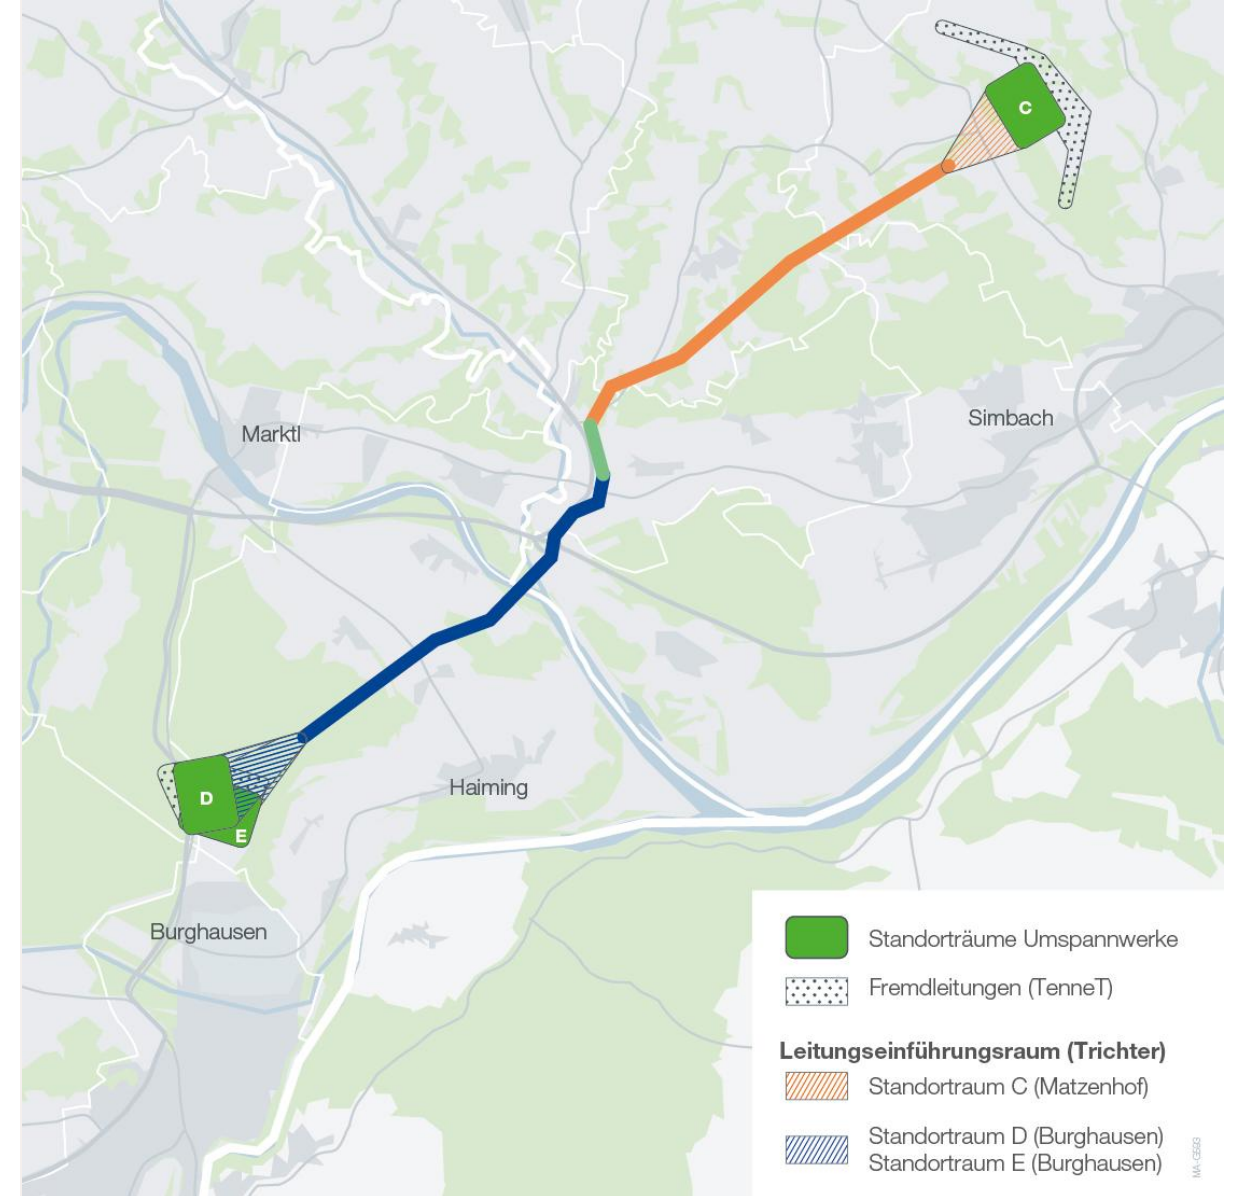 C
Simbach
Marktl
Haiming
D
E
Burghausen
Standorträume Umspannwerke
Fremdleitungen (TenneT)
Leitungseinführungsraum (Trichter)
Standortraum C (Matzenhof)
Standortraum D (Burghausen)
Standortraum E (Burghausen)